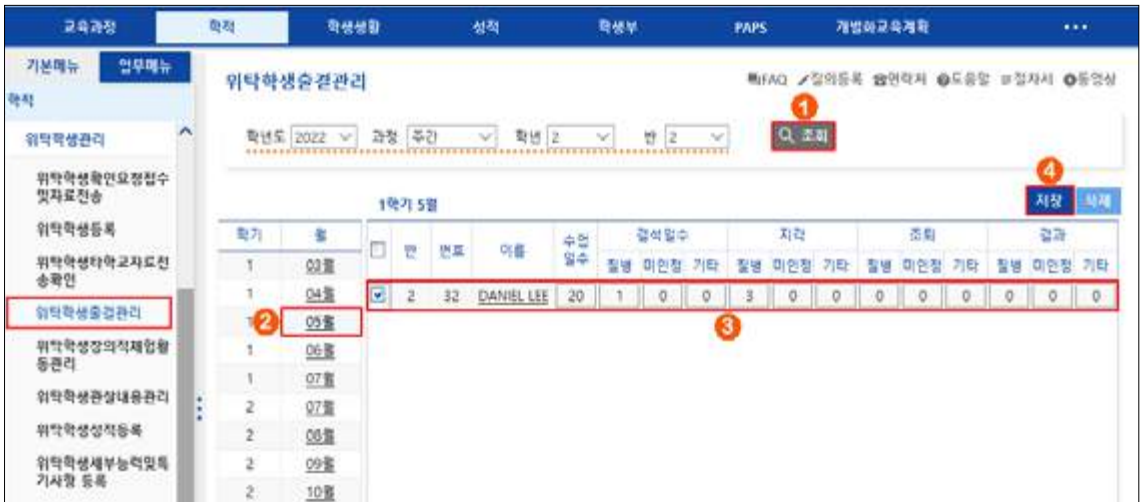 교육과정 학적 학생생활 성적 학생부 PAPS 개별화교육계획 •••
기본메뉴 업무메뉴
학적
위탁학생관리
위탁학생확인요청접수
및자료전송
위탁학생등록
위탁학생타학교자료전
송확인
위탁학생출결관리
위탁학생창의적체험활
동관리
위탁학생관찰내용관리
위탁학생성적등록
위탁학생세부능력및특
기사항 등록
위탁학생출결관리
FAQ 질의등록 연락처 도움말 절차서 동영상
1
학년도 2022 과정 주간 학년 2 반 2 조회
4
1학기 5월 저장 삭제
학기 월
1 03월
1 04월
1 2 05월
1 06월
1 07월
2 07월
2 08월
2 09월
2 10월
반 번호 이름 수업일수 결석일수 지각 조퇴 결과
질병 미인정 기타 질병 미인정 기타 질병 미인정 기타 질병 미인정 기타
2 32 DANIEL LEE 20 1 0 0 3 0 0 0 0 0 0 0 0
3